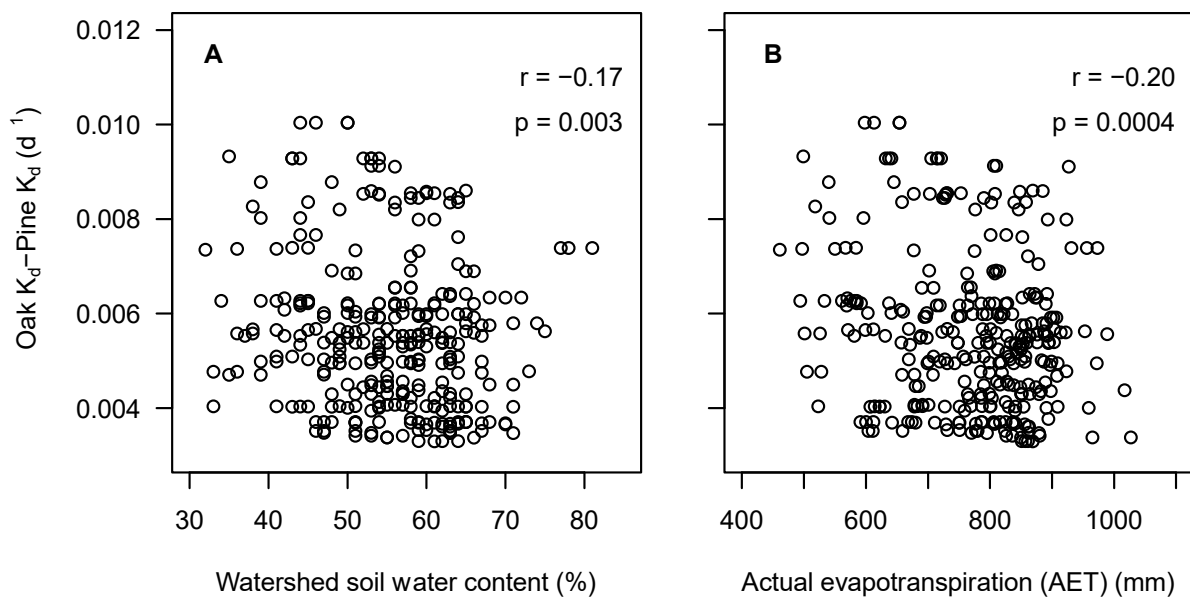 A
r = −0.17
p = 0.003
B
r = −0.20
p = 0.0004
Oak Kd−Pine Kd (d 1)
0.012
0.010
0.008
0.006
0.004
30 40 50 60 70 80
400 600 800 1000
Watershed soil water content (%)
Actual evapotranspiration (AET) (mm)